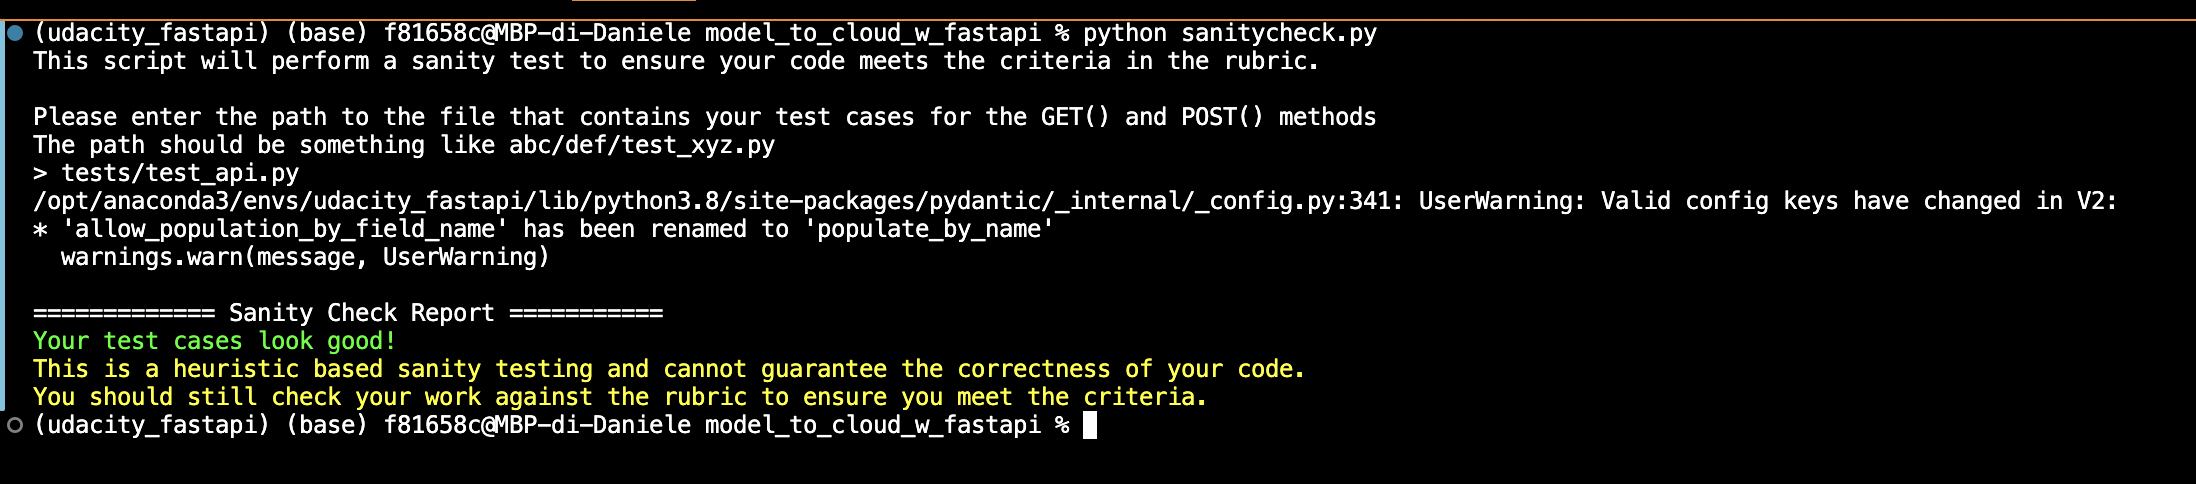 (udacity_fastapi) (base) f81658c@MBP-di-Daniele model_to_cloud_w_fastapi % python sanitycheck.py
This script will perform a sanity test to ensure your code meets the criteria in the rubric.

Please enter the path to the file that contains your test cases for the GET() and POST() methods
The path should be something like abc/def/test_xyz.py
> tests/test_api.py
/opt/anaconda3/envs/udacity_fastapi/lib/python3.8/site-packages/pydantic/_internal/_config.py:341: UserWarning: Valid config keys have changed in V2:
* 'allow_population_by_field_name' has been renamed to 'populate_by_name'
  warnings.warn(message, UserWarning)

============= Sanity Check Report ===========
Your test cases look good!
This is a heuristic based sanity testing and cannot guarantee the correctness of your code.
You should still check your work against the rubric to ensure you meet the criteria.
(udacity_fastapi) (base) f81658c@MBP-di-Daniele model_to_cloud_w_fastapi %